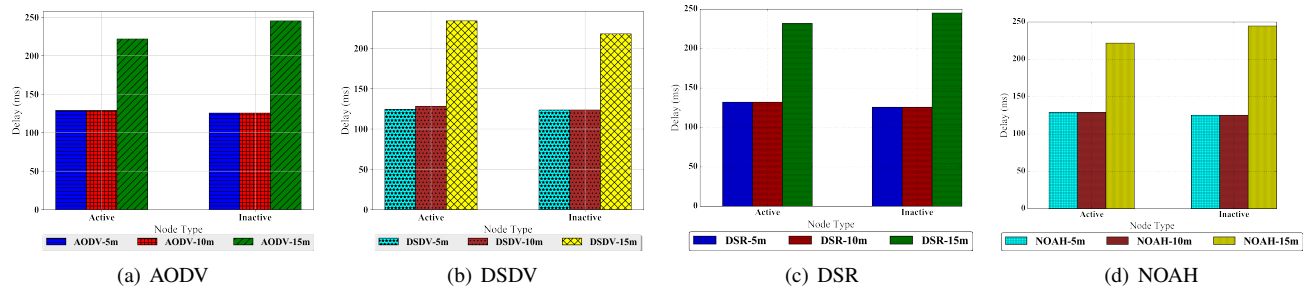 250
200
150
100
50
0
Delay (ms)
Active
Inactive
Node Type
AODV-5m
AODV-10m
AODV-15m
(a) AODV
250
200
150
100
50
0
Delay (ms)
Active
Inactive
Node Type
DSDV-5m
DSDV-10m
DSDV-15m
(b) DSDV
250
200
150
100
50
0
Delay (ms)
Active
Inactive
Node Type
DSR-5m
DSR-10m
DSR-15m
(c) DSR
250
200
150
100
50
0
Delay (ms)
Active
Inactive
Node Type
NOAH-5m
NOAH-10m
NOAH-15m
(d) NOAH